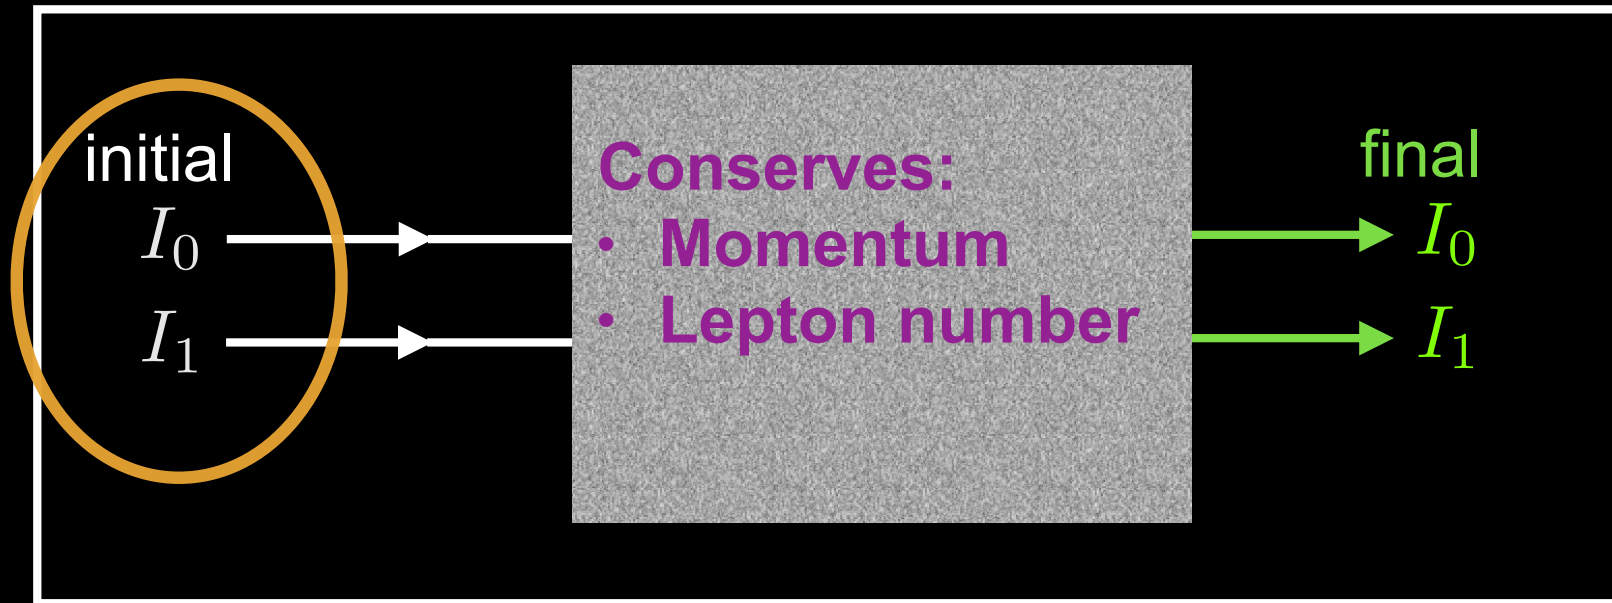 initial
I₀
I₁
Conserves:
• Momentum
• Lepton number
final
I₀
I₁